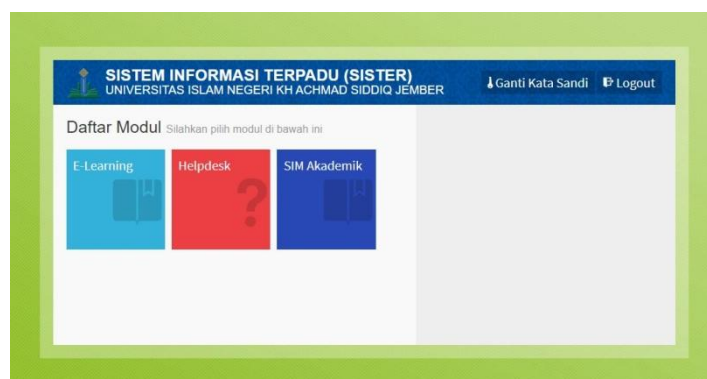 SISTEM INFORMASI TERPADU (SISTER)
UNIVERSITAS ISLAM NEGERI KH ACHMAD SIDDIQ JEMBER
Ganti Kata Sandi Logout
Daftar Modul Silahkan pilih modul di bawah ini
E-Learning Helpdesk SIM Akademik